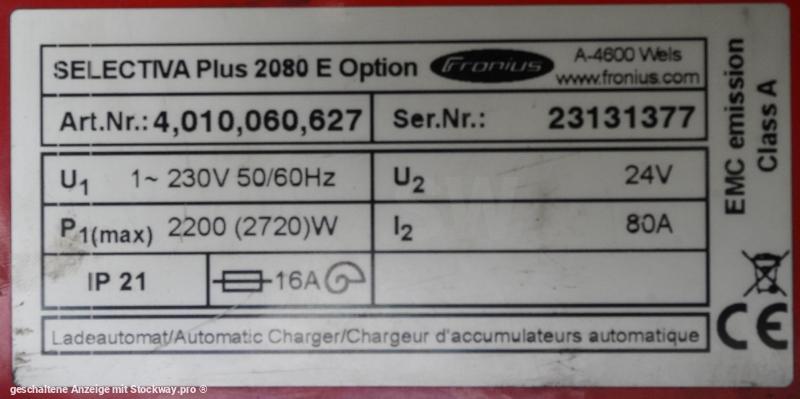 SELECTIVA Plus 2080 E Option
Fronius
A-4600 Wels
www.fronius.com
Art.Nr.: 4,010,060,627
Ser.Nr.: 23131377
U1 1~ 230V 50/60Hz
U2 24V
P1(max) 2200 (2720)W
I2 80A
IP 21
16A
Ladeautomat/Automatic Charger/Chargeur d'accumulateurs automatique
EMC emission
Class A
CE
geschaltene Anzeige mit Stockway.pro ®